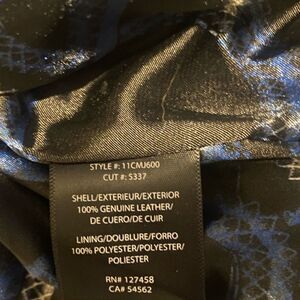 STYLE #: 11CMJ600
CUT #: 5337
SHELL/EXTERIEUR/EXTERIOR
100% GENUINE LEATHER/
DE CUERO/DE CUIR
LINING/DOUBLURE/FORRO
100% POLYESTER/POLYESTER/
POLIESTER
RN# 127458
CA# 54562